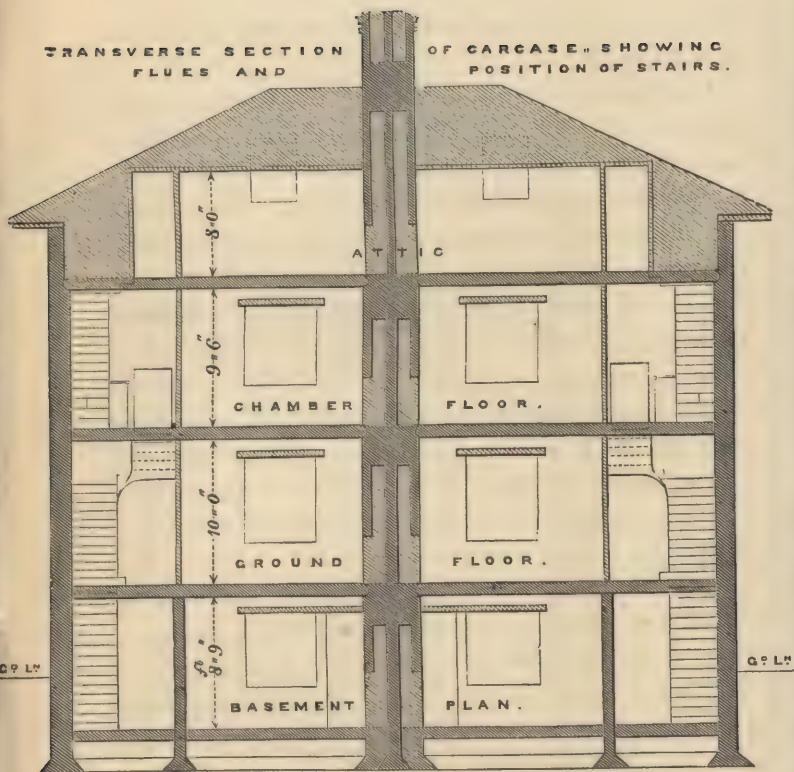 TRANSVERSE SECTION OF CARCASE„ SHOWING
FLUES AND POSITION OF STAIRS.
8„0"
ATTIC
9„6"
CHAMBER FLOOR.
10„0"
GROUND FLOOR.
ft "
8„9
Gᴰ Lᴺ Gᴰ Lᴺ
BASEMENT PLAN.